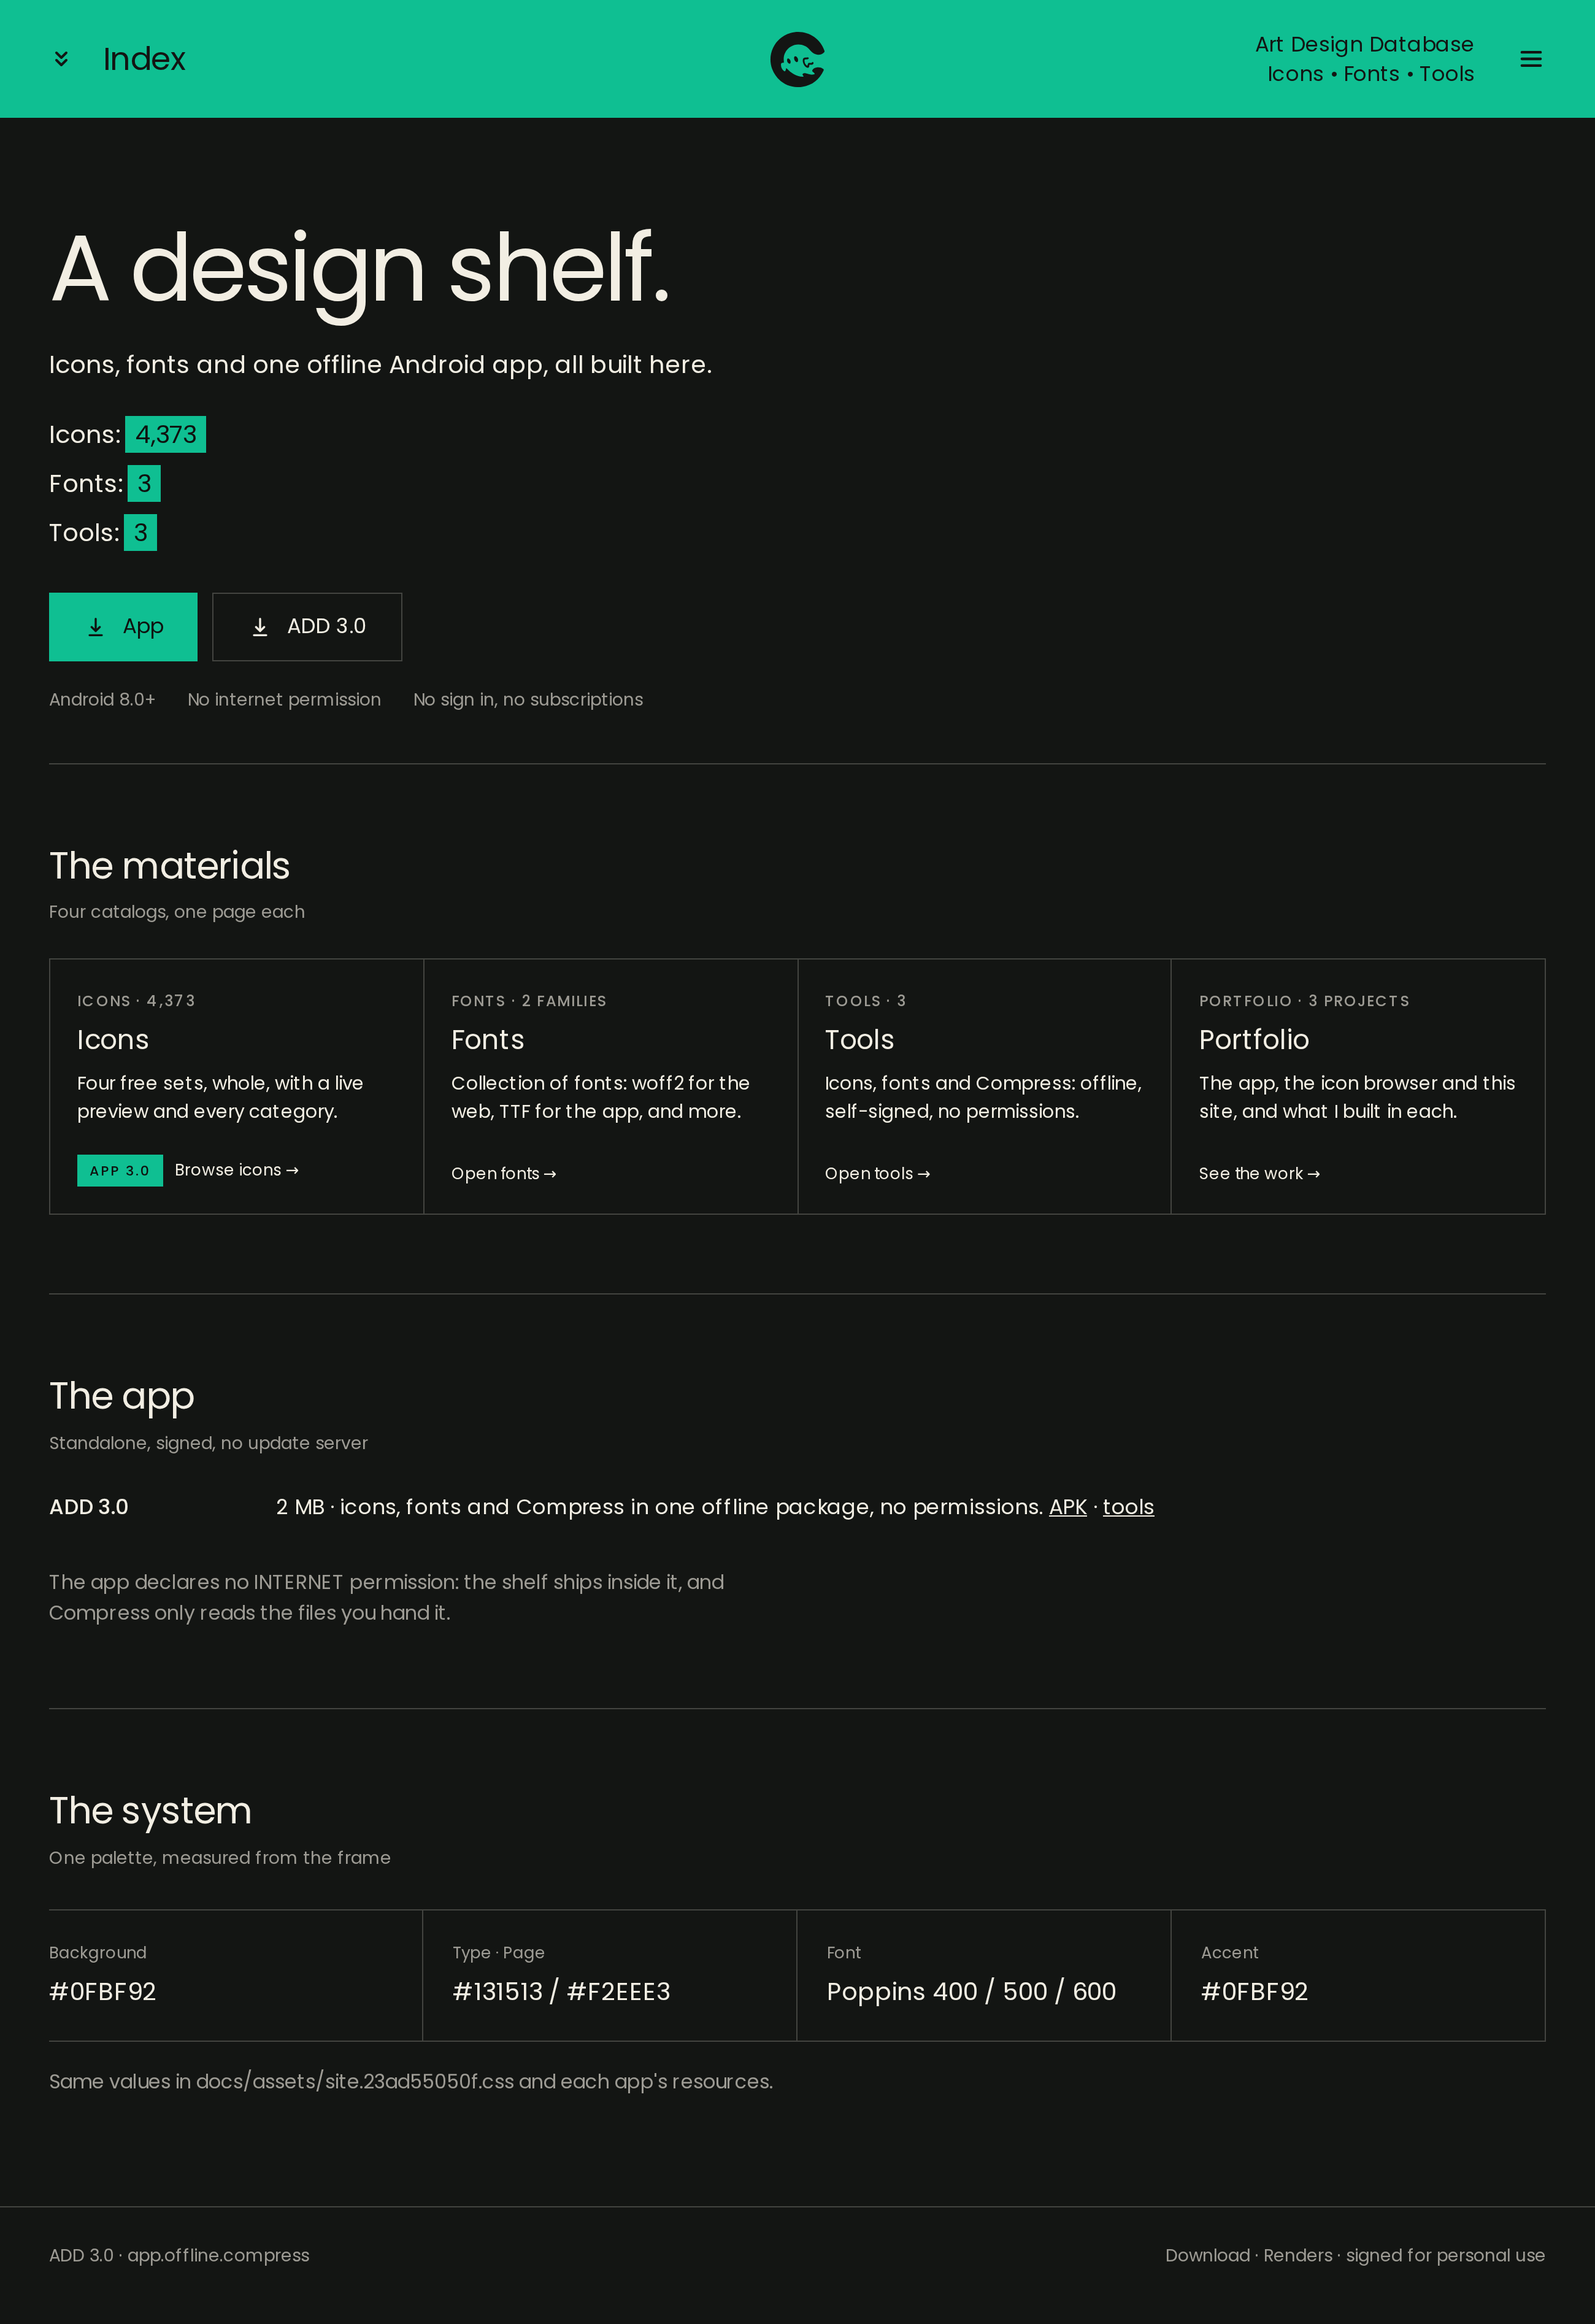 Index
Art Design Database
Icons • Fonts • Tools
A design shelf.
Icons, fonts and one offline Android app, all built here.
Icons: 4,373
Fonts: 3
Tools: 3
App
ADD 3.0
Android 8.0+ No internet permission No sign in, no subscriptions
The materials
Four catalogs, one page each
ICONS · 4,373
Icons
Four free sets, whole, with a live
preview and every category.
APP 3.0 Browse icons →
FONTS · 2 FAMILIES
Fonts
Collection of fonts: woff2 for the
web, TTF for the app, and more.
Open fonts →
TOOLS · 3
Tools
Icons, fonts and Compress: offline,
self-signed, no permissions.
Open tools →
PORTFOLIO · 3 PROJECTS
Portfolio
The app, the icon browser and this
site, and what I built in each.
See the work →
The app
Standalone, signed, no update server
ADD 3.0 2 MB · icons, fonts and Compress in one offline package, no permissions. APK · tools
The app declares no INTERNET permission: the shelf ships inside it, and
Compress only reads the files you hand it.
The system
One palette, measured from the frame
Background
#0FBF92
Type · Page
#131513 / #F2EEE3
Font
Poppins 400 / 500 / 600
Accent
#0FBF92
Same values in docs/assets/site.23ad55050f.css and each app's resources.
ADD 3.0 · app.offline.compress
Download · Renders · signed for personal use